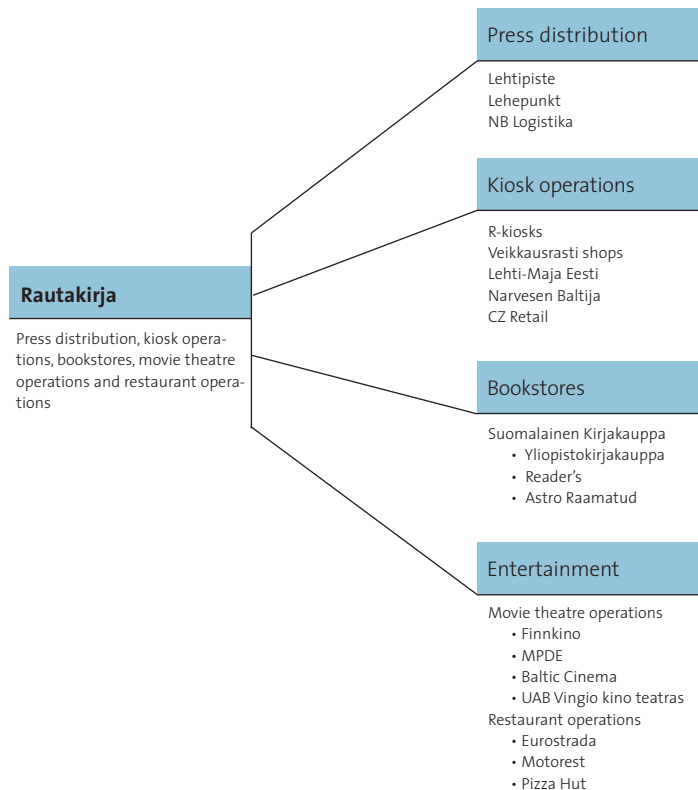 Rautakirja
Press distribution, kiosk opera-
tions, bookstores, movie theatre
operations and restaurant opera-
tions
Press distribution
Lehtipiste
Lehepunkt
NB Logistika
Kiosk operations
R-kiosks
Veikkausrasti shops
Lehti-Maja Eesti
Narvesen Baltija
CZ Retail
Bookstores
Suomalainen Kirjakauppa
• Yliopistokirjakauppa
• Reader's
• Astro Raamatud
Entertainment
Movie theatre operations
• Finnkino
• MPDE
• Baltic Cinema
• UAB Vingio kino teatras
Restaurant operations
• Eurostrada
• Motorest
• Pizza Hut